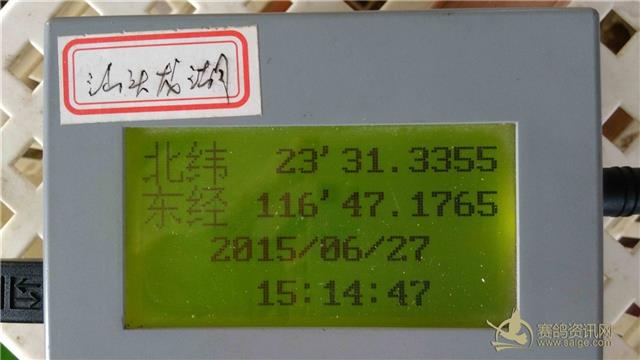 汕头龙湖
北纬 23'31.3355
东经 116'47.1765
2015/06/27
15:14:47
赛鸽资讯网
www.saige.com